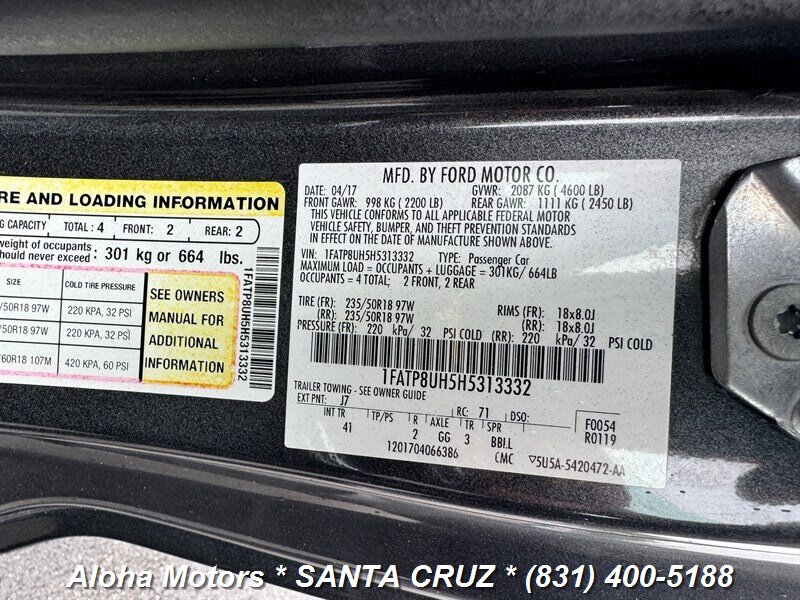 RE AND LOADING INFORMATION
G CAPACITY TOTAL : 4 FRONT: 2 REAR: 2
weight of occupants
hould never exceed : 301 kg or 664 lbs.
SIZE COLD TIRE PRESSURE
/50R18 97W 220 KPA, 32 PSI
/50R18 97W 220 KPA, 32 PSI
/60R18 107M 420 KPA, 60 PSI
SEE OWNERS
MANUAL FOR
ADDITIONAL
INFORMATION
1FATP8UH5H5313332
MFD. BY FORD MOTOR CO.
DATE: 04/17 GVWR: 2087 KG ( 4600 LB)
FRONT GAWR: 998 KG ( 2200 LB) REAR GAWR: 1111 KG ( 2450 LB)
THIS VEHICLE CONFORMS TO ALL APPLICABLE FEDERAL MOTOR
VEHICLE SAFETY, BUMPER, AND THEFT PREVENTION STANDARDS
IN EFFECT ON THE DATE OF MANUFACTURE SHOWN ABOVE.
VIN: 1FATP8UH5H5313332 TYPE: Passenger Car
MAXIMUM LOAD = OCCUPANTS + LUGGAGE = 301KG/ 664LB
OCCUPANTS = 4 TOTAL; 2 FRONT, 2 REAR
TIRE (FR): 235/50R18 97W RIMS (FR): 18x8.0J
(RR): 235/50R18 97W (RR): 18x8.0J
PRESSURE (FR): 220 kPa/ 32 PSI COLD (RR): 220 kPa/ 32 PSI COLD
1FATP8UH5H5313332
TRAILER TOWING - SEE OWNER GUIDE
EXT PNT: J7 RC: 71 DSO: F0054
INT TR TP/PS R AXLE TR SPR R0119
41 2 GG 3 BBLL
1201704066386 CMC 5U5A-5420472-AA
Aloha Motors * SANTA CRUZ * (831) 400-5188